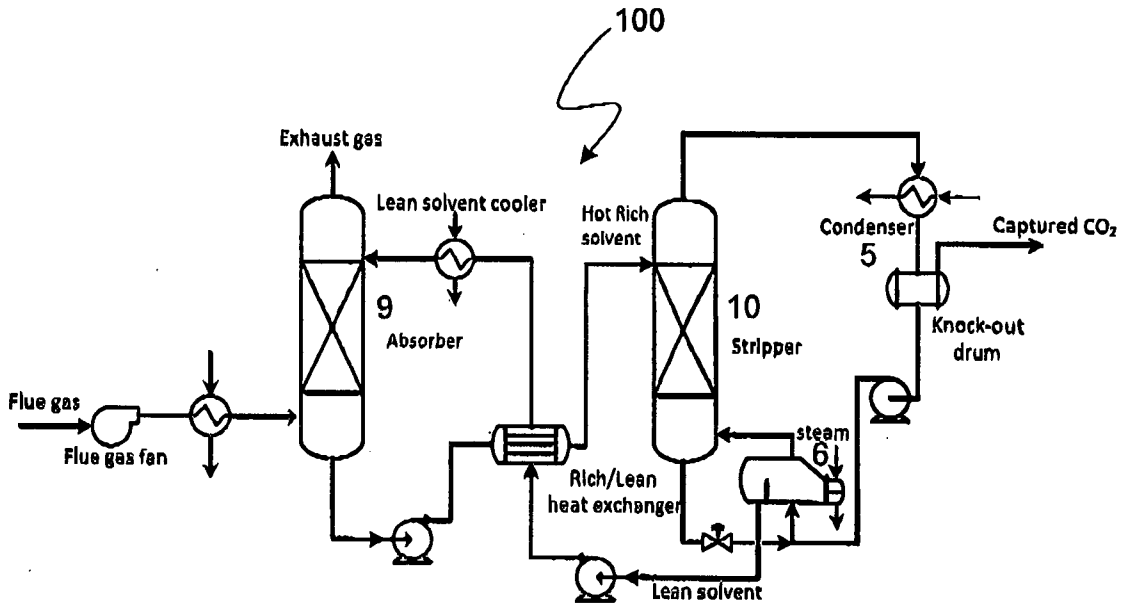 100
Exhaust gas
Lean solvent cooler
Hot Rich
solvent
Condenser
5
Captured CO₂
9
Absorber
10
Stripper
Knock-out
drum
Flue gas
Flue gas fan
steam
6
Rich/Lean
heat exchanger
Lean solvent